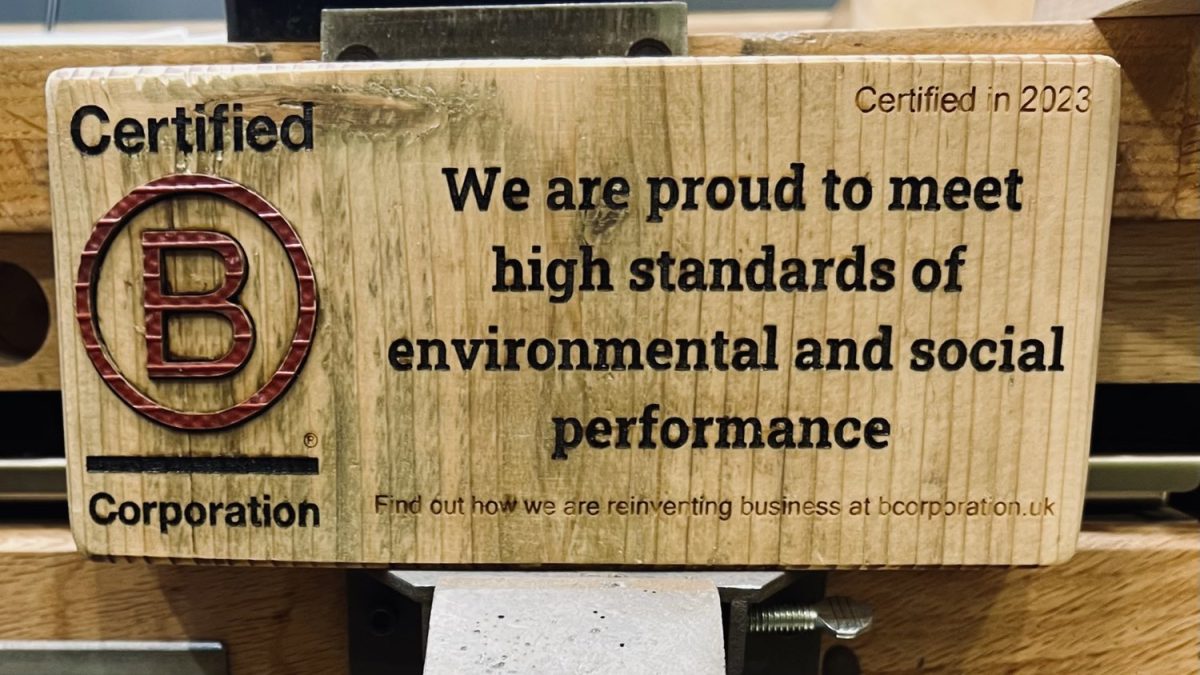 Certified
B
®
Corporation
Certified in 2023
We are proud to meet
high standards of
environmental and social
performance
Find out how we are reinventing business at bcorporation.uk